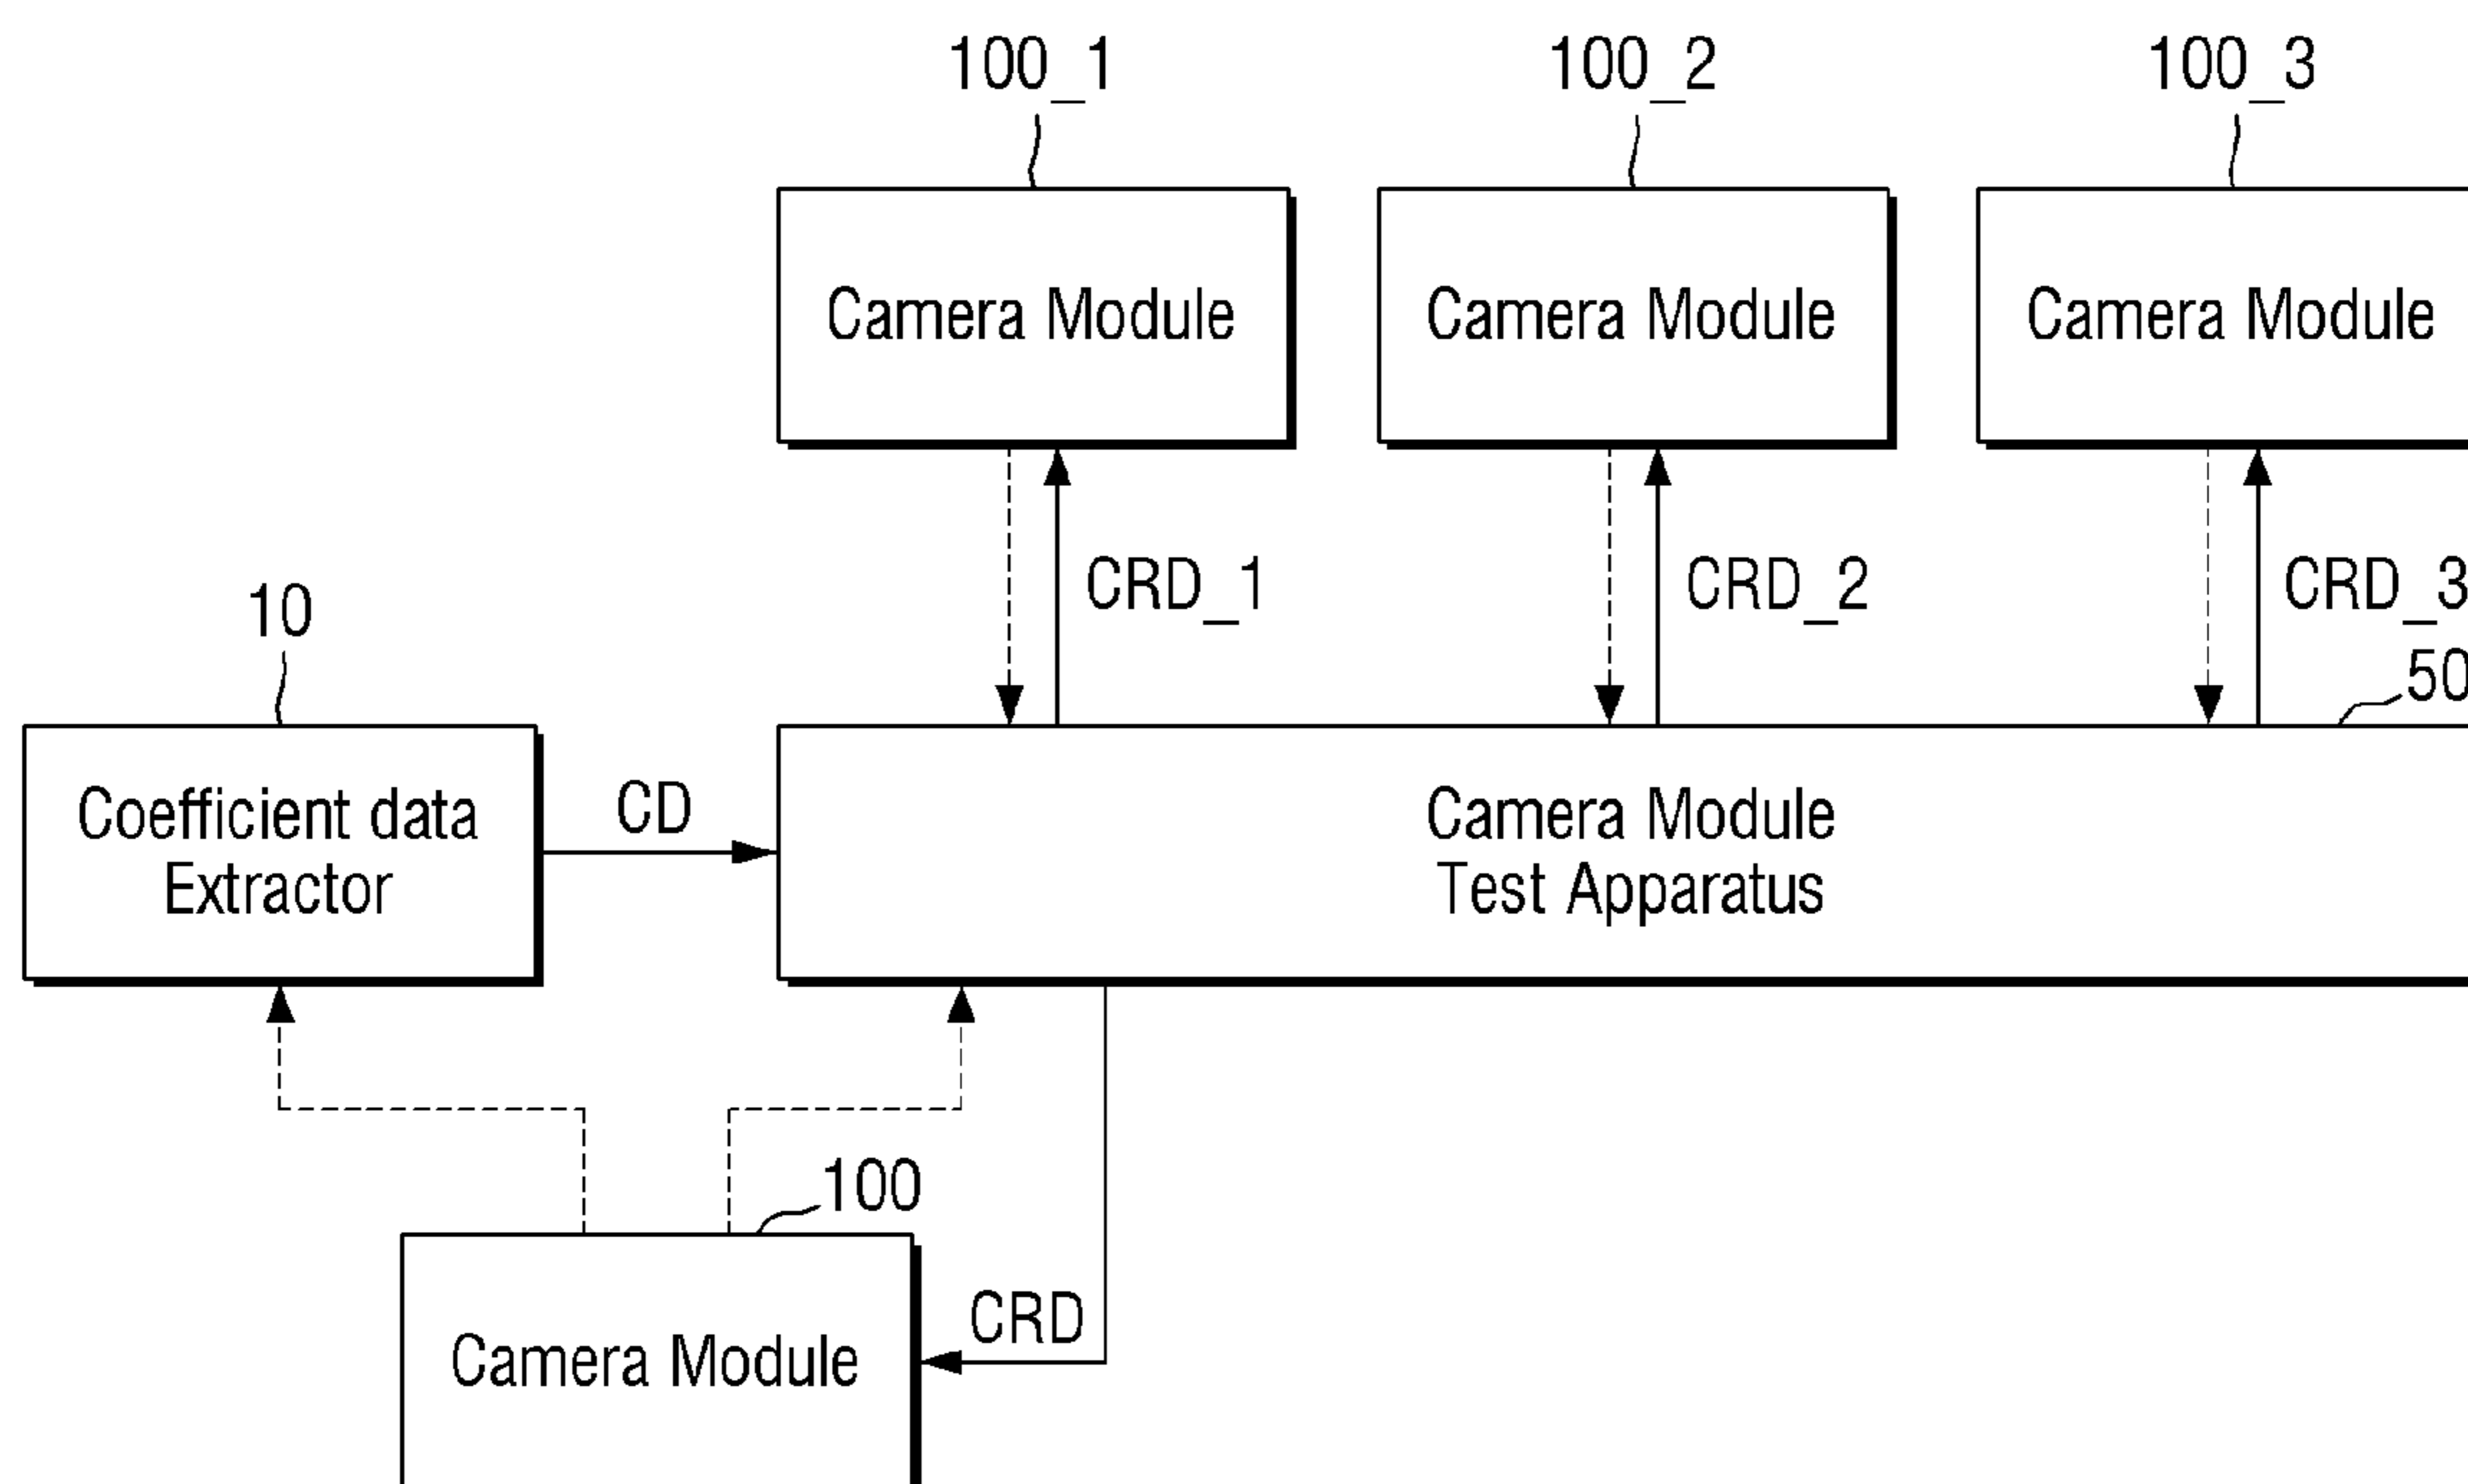 100_1
100_2
100_3
Camera Module
Camera Module
Camera Module
CRD_1
CRD_2
CRD_3
10
50
Coefficient data
Extractor
CD
Camera Module
Test Apparatus
100
CRD
Camera Module